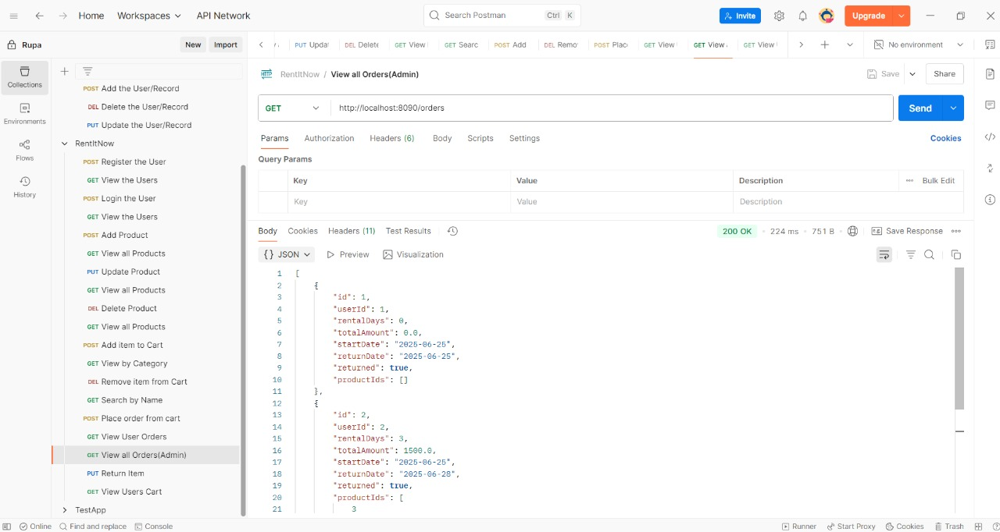 Home Workspaces API Network Search Postman Ctrl K Invite Upgrade
Rupa New Import PUT Updat DEL Delete GET View GET Searc POST Add DEL Remo POST Plac GET View GET View GET View No environment
Collections
Environments
Flows
History
POST Add the User/Record
DEL Delete the User/Record
PUT Update the User/Record
RentItNow
POST Register the User
GET View the Users
POST Login the User
GET View the Users
POST Add Product
GET View all Products
PUT Update Product
GET View all Products
DEL Delete Product
GET View all Products
POST Add item to Cart
GET View by Category
DEL Remove item from Cart
GET Search by Name
POST Place order from cart
GET View User Orders
GET View all Orders(Admin)
PUT Return Item
GET View Users Cart
TestApp
HTTP RentItNow / View all Orders(Admin) Save Share
GET http://localhost:8090/orders Send
Params Authorization Headers (6) Body Scripts Settings Cookies
Query Params
Key Value Description Bulk Edit
Key Value Description
Body Cookies Headers (11) Test Results 200 OK 224 ms 751 B Save Response
{} JSON Preview Visualization
1 [
2 {
3 "id": 1,
4 "userId": 1,
5 "rentalDays": 0,
6 "totalAmount": 0.0,
7 "startDate": "2025-06-25",
8 "returnDate": "2025-06-25",
9 "returned": true,
10 "productIds": []
11 },
12 {
13 "id": 2,
14 "userId": 2,
15 "rentalDays": 3,
16 "totalAmount": 1500.0,
17 "startDate": "2025-06-25",
18 "returnDate": "2025-06-28",
19 "returned": true,
20 "productIds": [
21 3
Online Find and replace Console Runner Start Proxy Cookies Trash